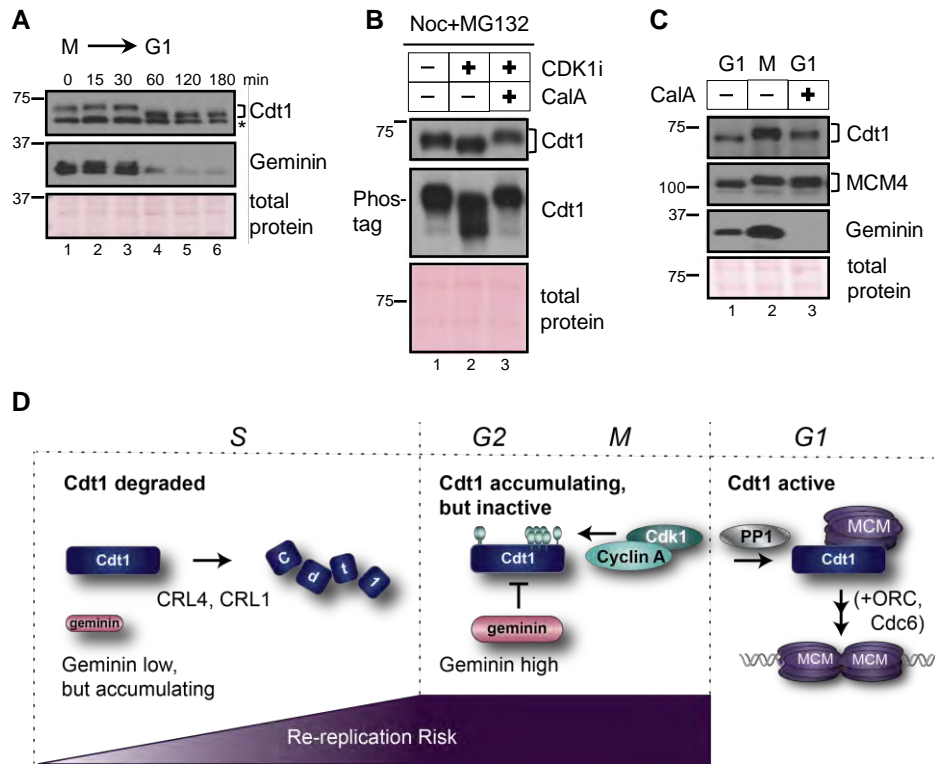 A
M G1
0 15 30 60 120 180 min
75
Cdt1
*
37
Geminin
37
total
protein
1 2 3 4 5 6
B
Noc+MG132
– + + CDK1i
– – + CalA
75
Cdt1
Phos-
tag
Cdt1
75
total
protein
1 2 3
C
G1 M G1
CalA – – +
75
Cdt1
100
MCM4
37
Geminin
75
total
protein
1 2 3
D
S G2 M G1
Cdt1 degraded
Cdt1
C d t 1
CRL4, CRL1
geminin
Geminin low,
but accumulating
Cdt1 accumulating,
but inactive
Cdt1
Cdk1
Cyclin A
geminin
Geminin high
Cdt1 active
PP1
MCM
Cdt1
(+ORC,
Cdc6)
MCM MCM
Re-replication Risk